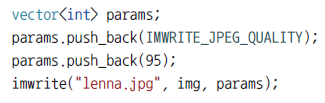 vector<int> params;
params.push_back(IMWRITE_JPEG_QUALITY);
params.push_back(95);
imwrite("lenna.jpg", img, params);